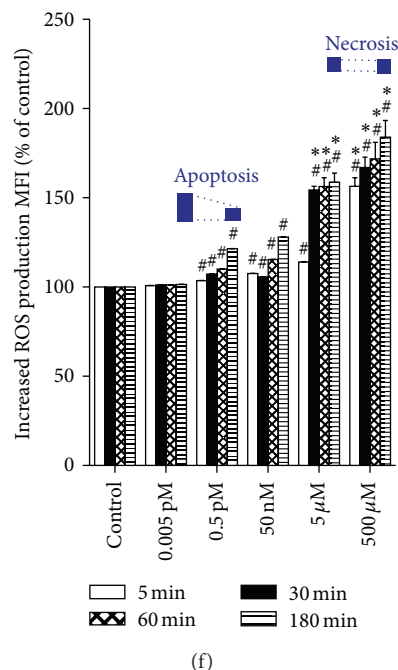 Increased ROS production MFI (% of control)
250
200
150
100
50
0
Necrosis
Apoptosis
* * * *
# # # #
* * * *
# # # #
# # # #
# # # #
#
Control
0.005 pM
0.5 pM
50 nM
5 μM
500 μM
5 min
30 min
60 min
180 min
(f)